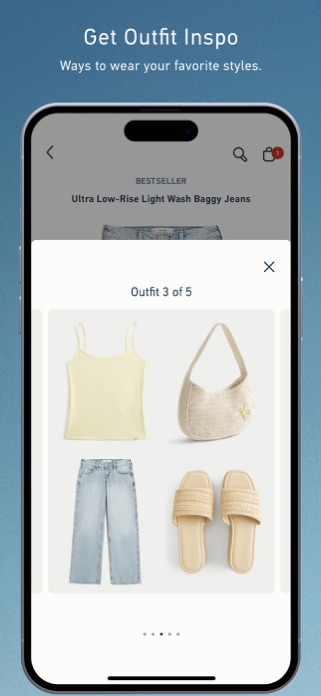 Get Outfit Inspo
Ways to wear your favorite styles.
1
BESTSELLER
Ultra Low-Rise Light Wash Baggy Jeans
Outfit 3 of 5